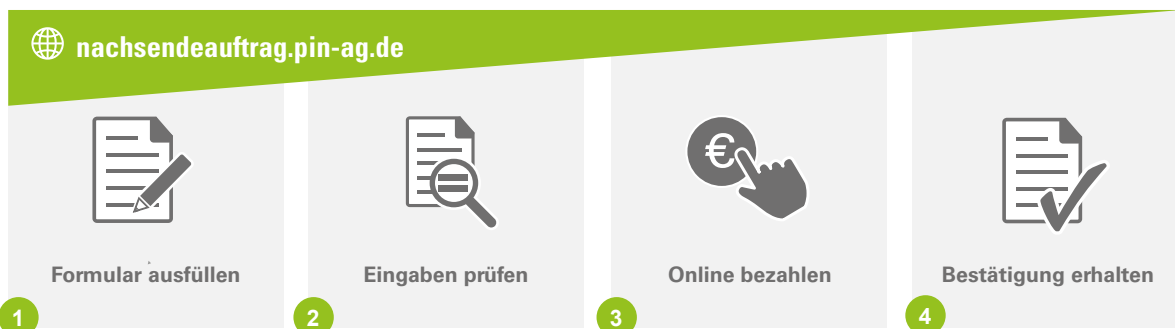 nachsendeauftrag.pin-ag.de
€
Formular ausfüllen
Eingaben prüfen
Online bezahlen
Bestätigung erhalten
1
2
3
4